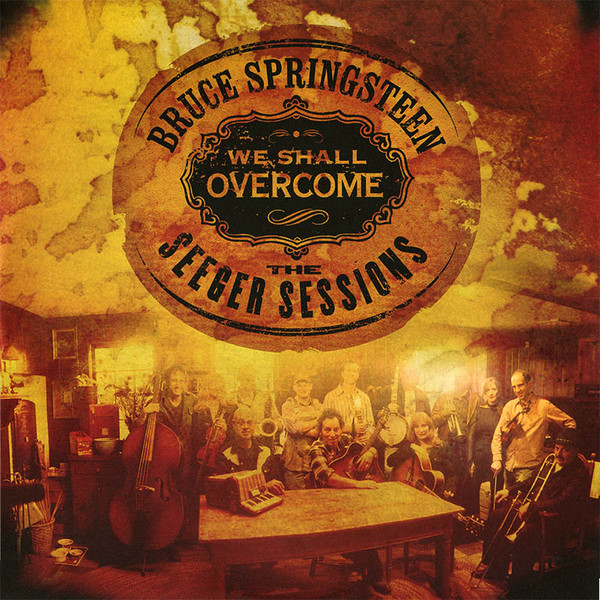 BRUCE SPRINGSTEEN
WE SHALL
OVERCOME
THE
SEEGER SESSIONS